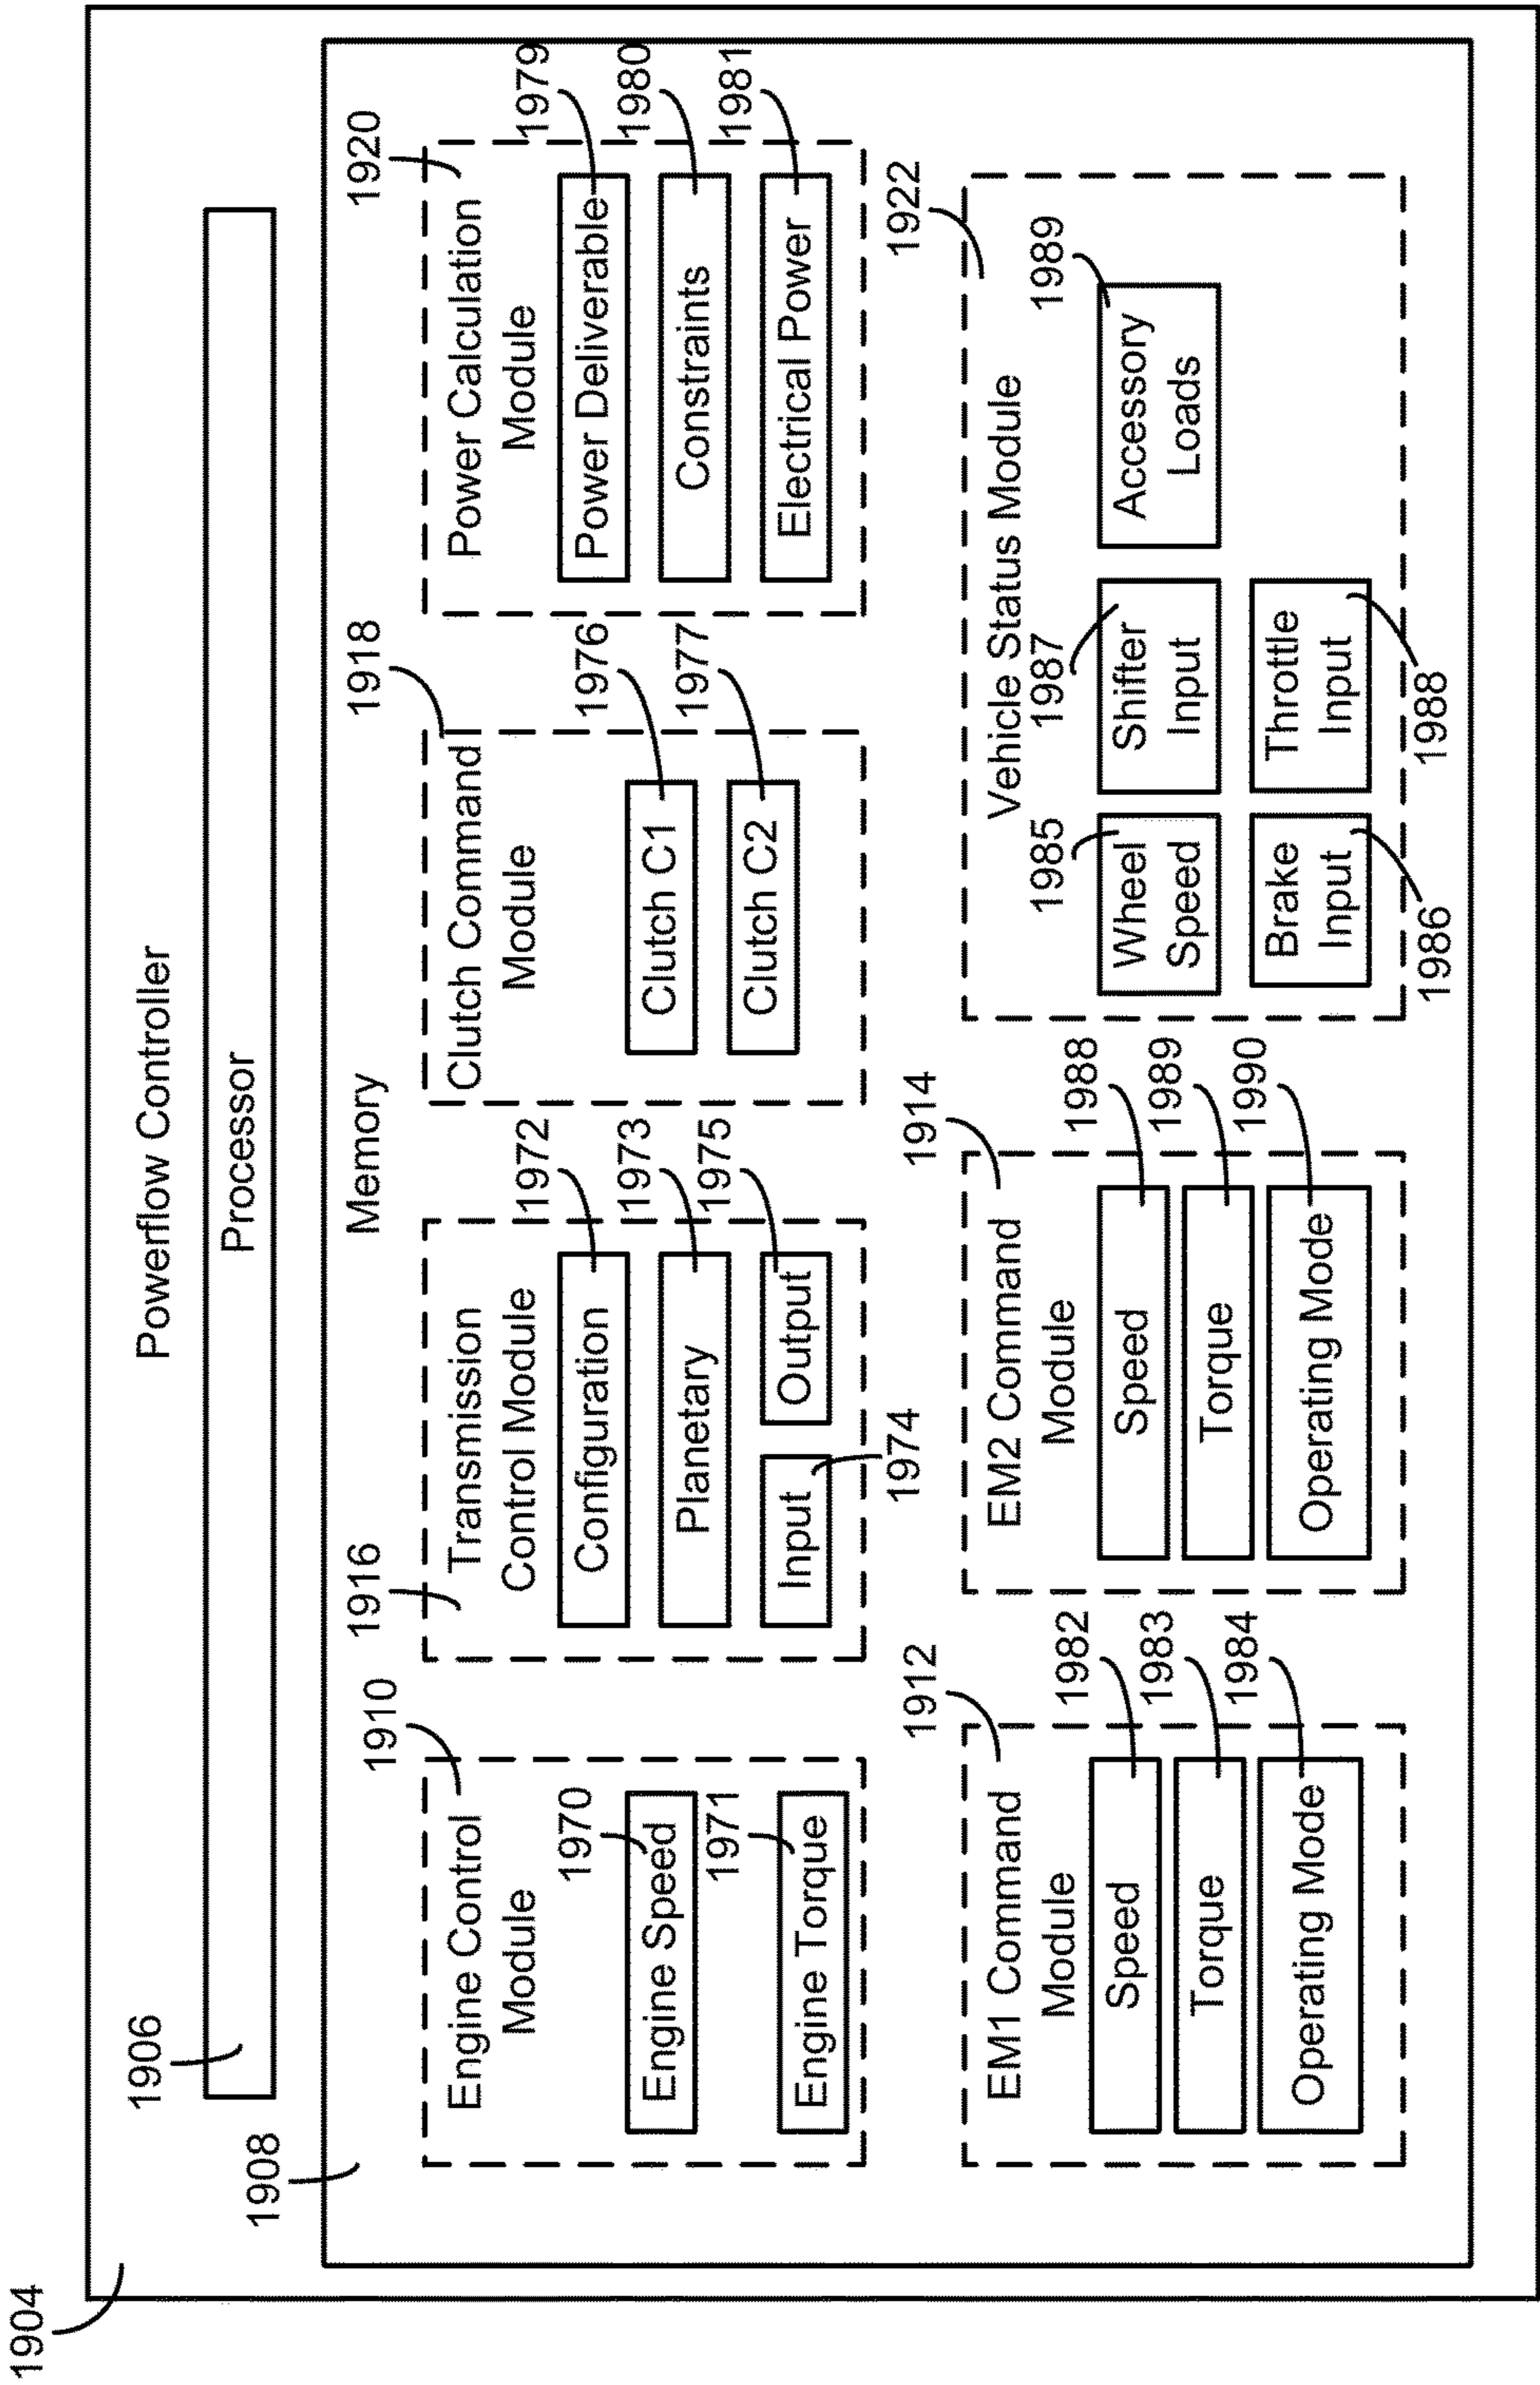 1904
Powerflow Controller
1906
Processor
1908
Memory
1910
Engine Control
Module
1970
Engine Speed
1971
Engine Torque
1916
Transmission
Control Module
1972
Configuration
1973
Planetary
1975
Input
Output
1974
1918
Clutch Command
Module
1976
Clutch C1
1977
Clutch C2
1920
Power Calculation
Module
1979
Power Deliverable
1980
Constraints
1981
Electrical Power
1912
EM1 Command
Module
1982
Speed
1983
Torque
1984
Operating Mode
1914
EM2 Command
Module
1988
Speed
1989
Torque
1990
Operating Mode
1922
Vehicle Status Module
1985
Wheel
Speed
1987
Shifter
Input
1989
Accessory
Loads
Brake
Input
1986
Throttle
Input
1988